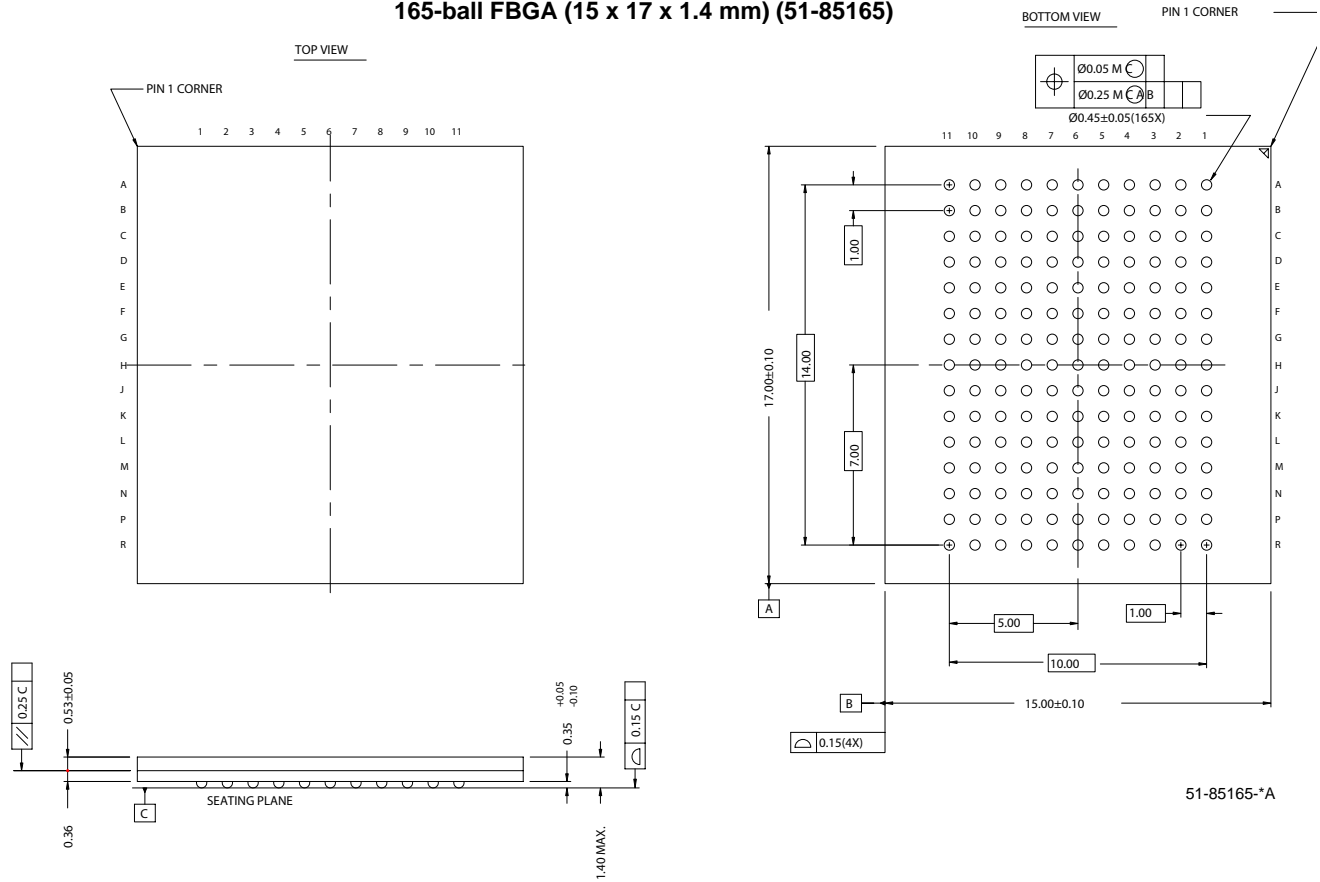 165-ball FBGA (15 x 17 x 1.4 mm) (51-85165)
TOP VIEW
PIN 1 CORNER
1 2 3 4 5 6 7 8 9 10 11
A
B
C
D
E
F
G
H
J
K
L
M
N
P
R
BOTTOM VIEW
PIN 1 CORNER
Ø0.05 M C
Ø0.25 M C A B
Ø0.45±0.05(165X)
11 10 9 8 7 6 5 4 3 2 1
A
B
C
D
E
F
G
H
J
K
L
M
N
P
R
1.00
14.00
17.00±0.10
7.00
A
5.00
1.00
10.00
B
15.00±0.10
0.15(4X)
0.25 C
0.53±0.05
0.36
C
SEATING PLANE
0.35 +0.05
-0.10
0.15 C
1.40 MAX.
51-85165-*A